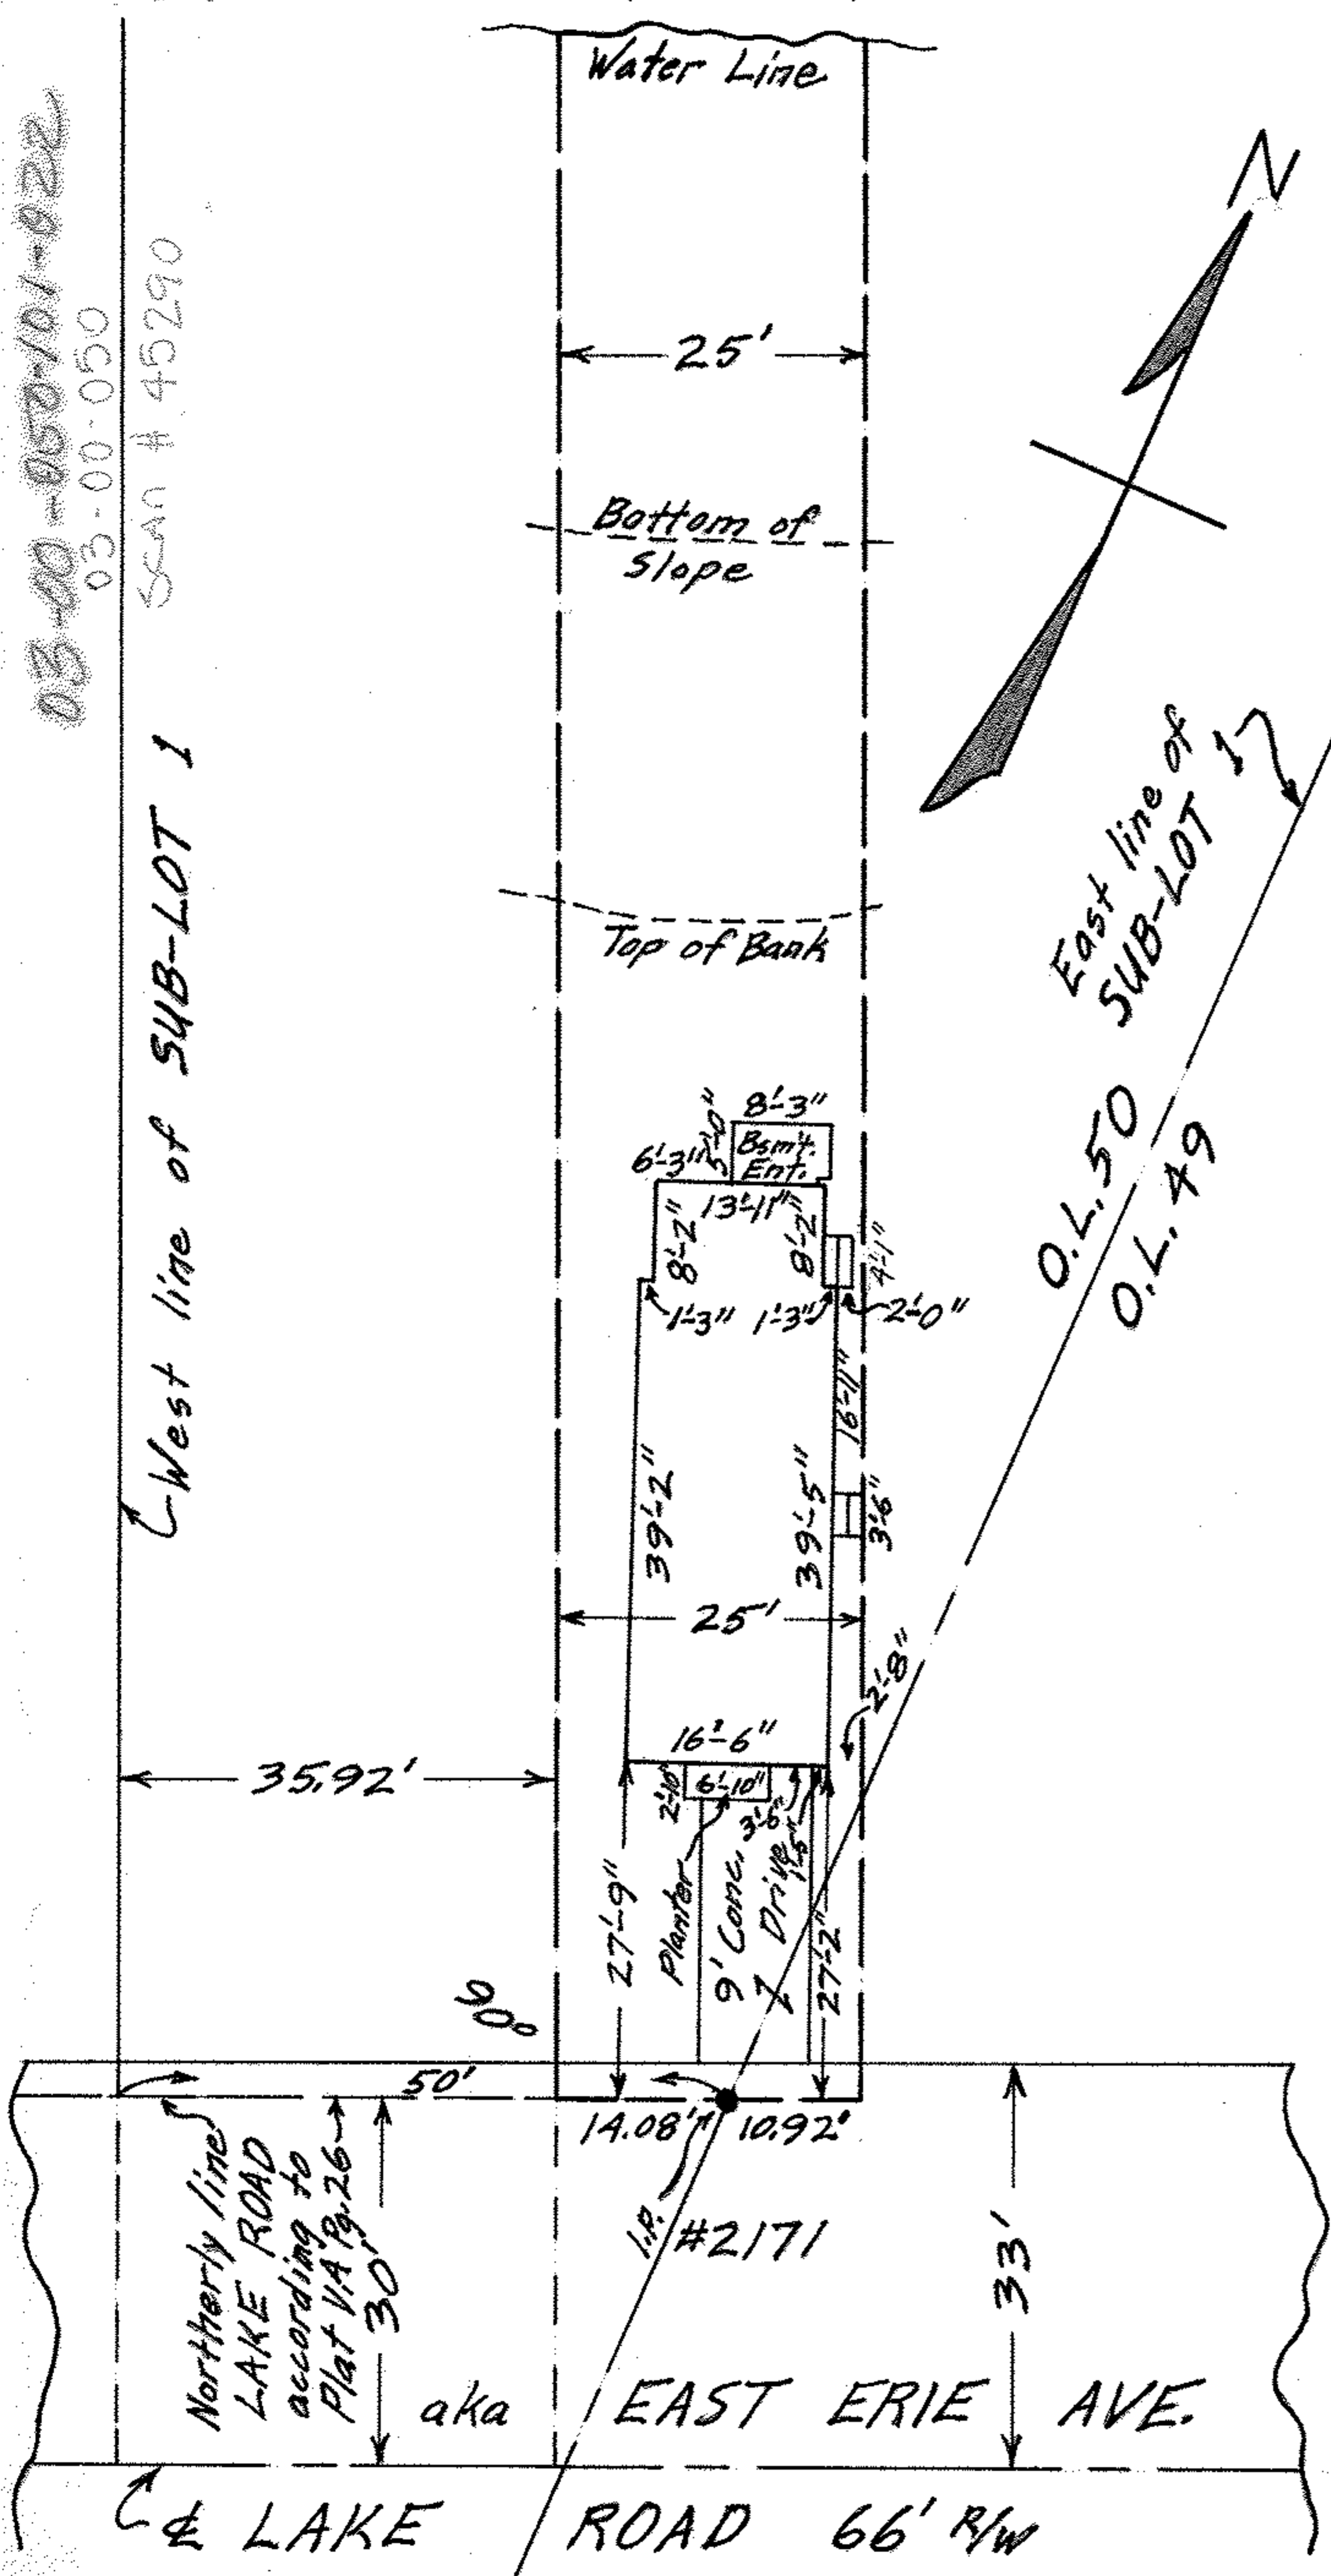 Water Line
N
03-00-050-101-022
03-00-050
Scan # 45290
25'
Bottom of
Slope
West line of SUB-LOT 1
East line of
SUB-LOT 1
Top of Bank
O.L. 50
O.L. 49
8'-3"
5'-0"
Bsm't.
Ent.
6'-3"
13'-11"
8'-2"
8'-2"
4'-1"
1'-3"
1'-3"
2'-0"
16'-11"
39'-2"
39'-5"
3'-6"
25'
2'-8"
16'-6"
35.92'
2'-10"
6'-10"
3'-6"
1'-5"
27'-9"
Planter
9' Conc.
Drive
27'-2"
90°
50'
14.08'
10.92'
Northerly line
LAKE ROAD
according to
Plat VA Pg. 26
30'
I.P.
#2171
33'
aka EAST ERIE AVE.
℄ LAKE ROAD 66' R/W